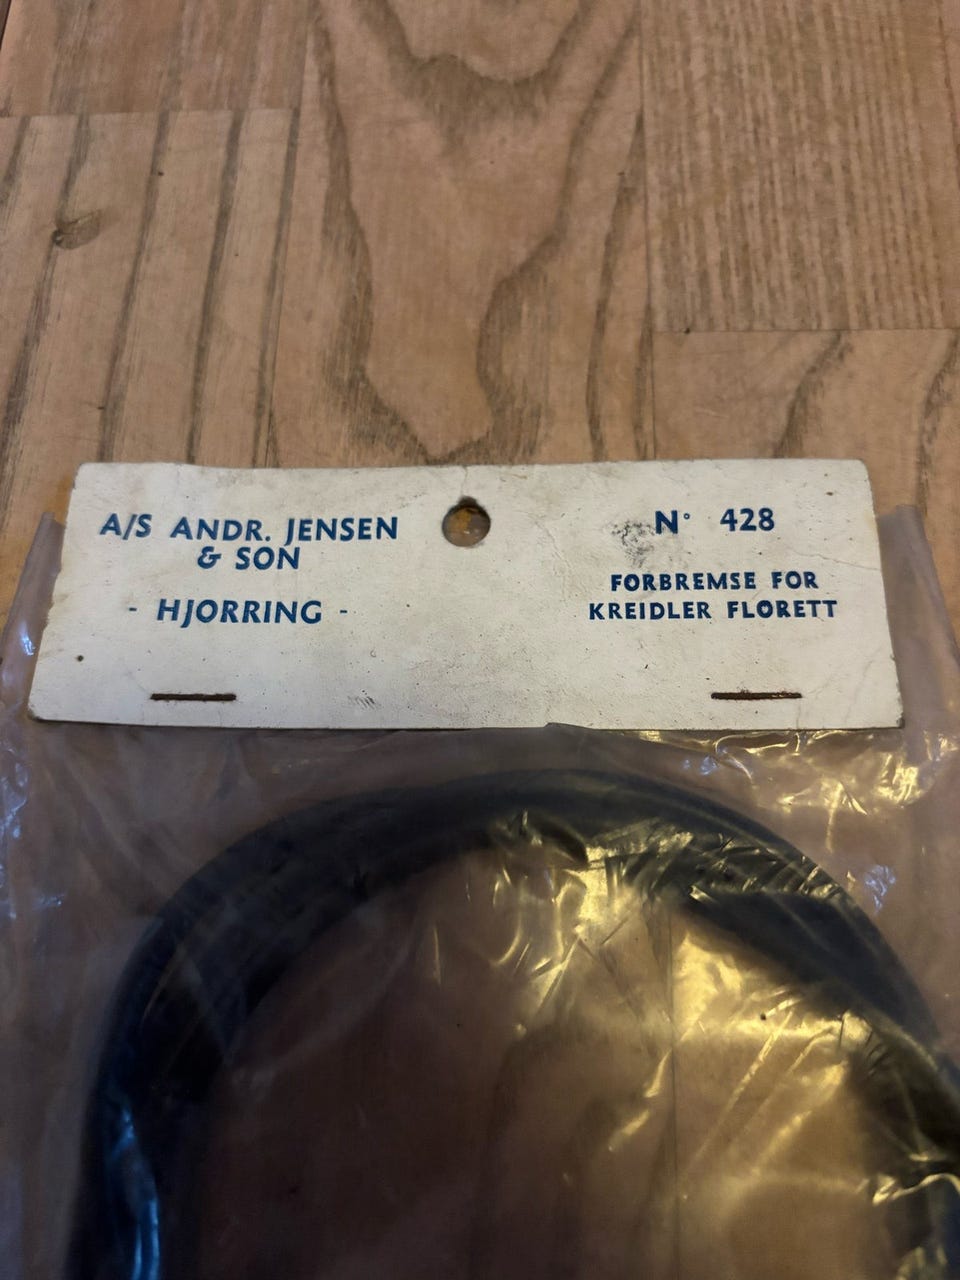 A/S ANDR. JENSEN
& SON
- HJORRING -
N° 428
FORBREMSE FOR
KREIDLER FLORETT